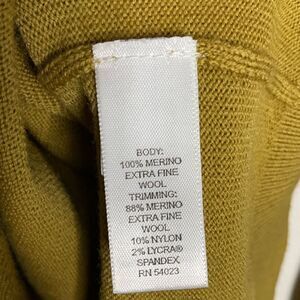 BODY:
100% MERINO
EXTRA FINE
WOOL
TRIMMING:
88% MERINO
EXTRA FINE
WOOL
10% NYLON
2% LYCRA®
SPANDEX
RN 54023